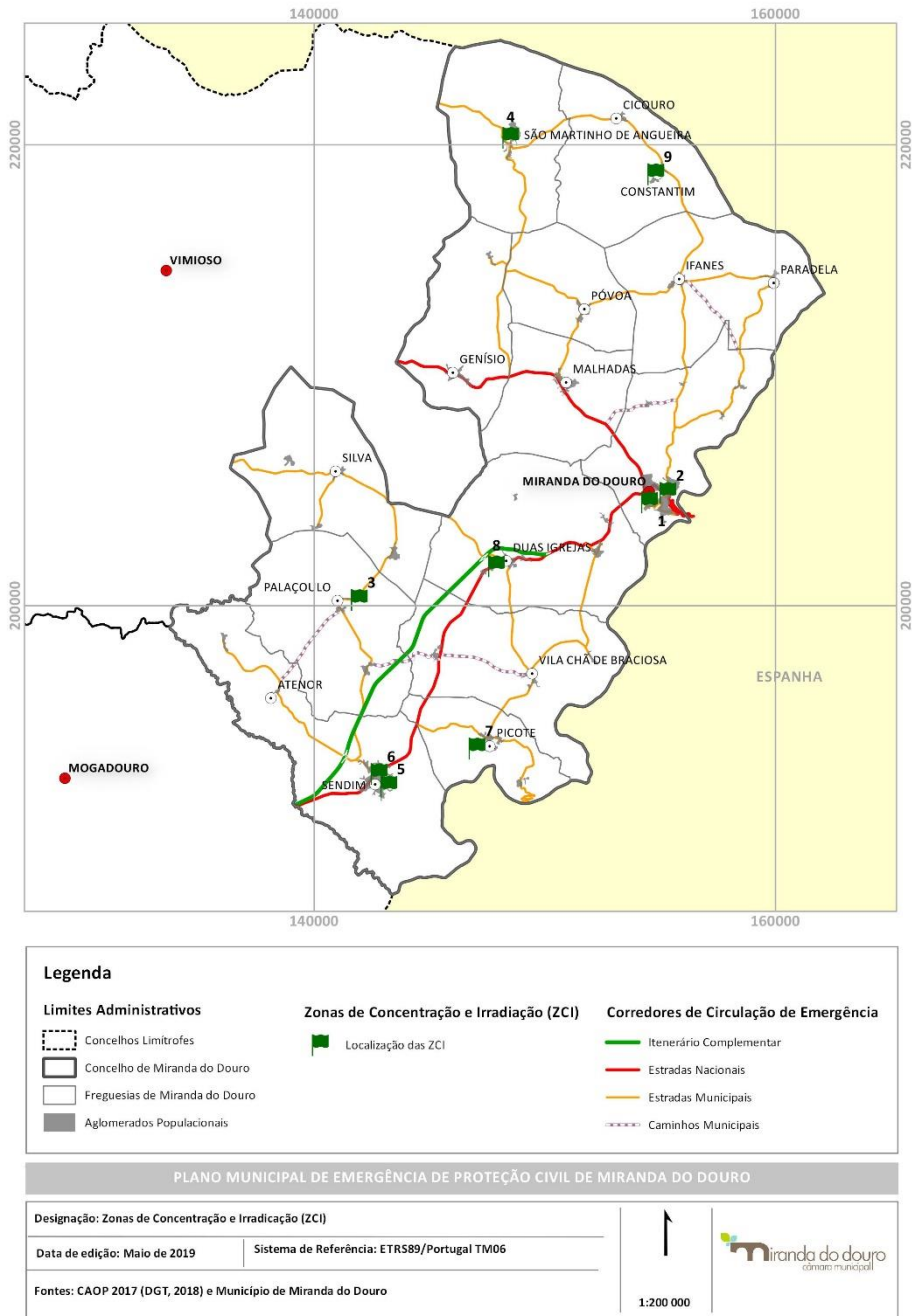 140000
160000
CICOURO
4
SÃO MARTINHO DE ANGUEIRA
220000
220000
9
CONSTANTIM
VIMIOSO
IFANES
PARADELA
PÓVOA
GENÍSIO
MALHADAS
SILVA
MIRANDA DO DOURO
2
1
8
DUAS IGREJAS
PALAÇOULO
3
200000
200000
VILA CHÃ DE BRACIOSA
ESPANHA
ATENOR
7
PICOTE
MOGADOURO
6
5
SENDIM
140000
160000
Legenda
Limites Administrativos
Concelhos Limítrofes
Concelho de Miranda do Douro
Freguesias de Miranda do Douro
Aglomerados Populacionais
Zonas de Concentração e Irradiação (ZCI)
Localização das ZCI
Corredores de Circulação de Emergência
Itenerário Complementar
Estradas Nacionais
Estradas Municipais
Caminhos Municipais
PLANO MUNICIPAL DE EMERGÊNCIA DE PROTEÇÃO CIVIL DE MIRANDA DO DOURO
Designação: Zonas de Concentração e Irradicação (ZCI)
Data de edição: Maio de 2019
Sistema de Referência: ETRS89/Portugal TM06
Fontes: CAOP 2017 (DGT, 2018) e Município de Miranda do Douro
1:200 000
miranda do douro
câmara municipal